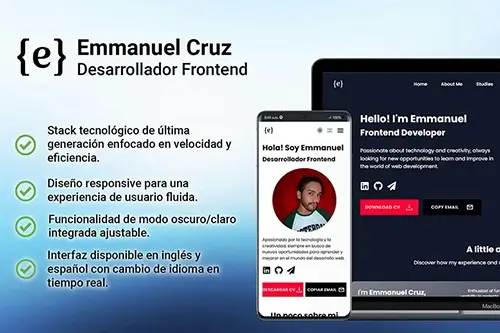 {e} Emmanuel Cruz
Desarrollador Frontend
Stack tecnológico de última
generación enfocado en velocidad y
eficiencia.
Diseño responsive para una
experiencia de usuario fluida.
Funcionalidad de modo oscuro/claro
integrada ajustable.
Interfaz disponible en inglés y
español con cambio de idioma en
tiempo real.
{e}
Hola! Soy Emmanuel
Desarrollador Frontend
Apasionado por la tecnología y la
creatividad, siempre en busca de
nuevas oportunidades para aprender y
mejorar en el mundo del desarrollo web.
DESCARGAR CV
COPIAR EMAIL
Un poco sobre mi
{e}
Home About Me Studies
Hello! I'm Emmanuel
Frontend Developer
Passionate about technology and creativity, always
looking for new opportunities to learn and improve in
the world of web development.
DOWNLOAD CV
COPY EMAIL
A little
Discover how my experience and
I'm Emmanuel Cruz,
Enthusiast of
MacBo